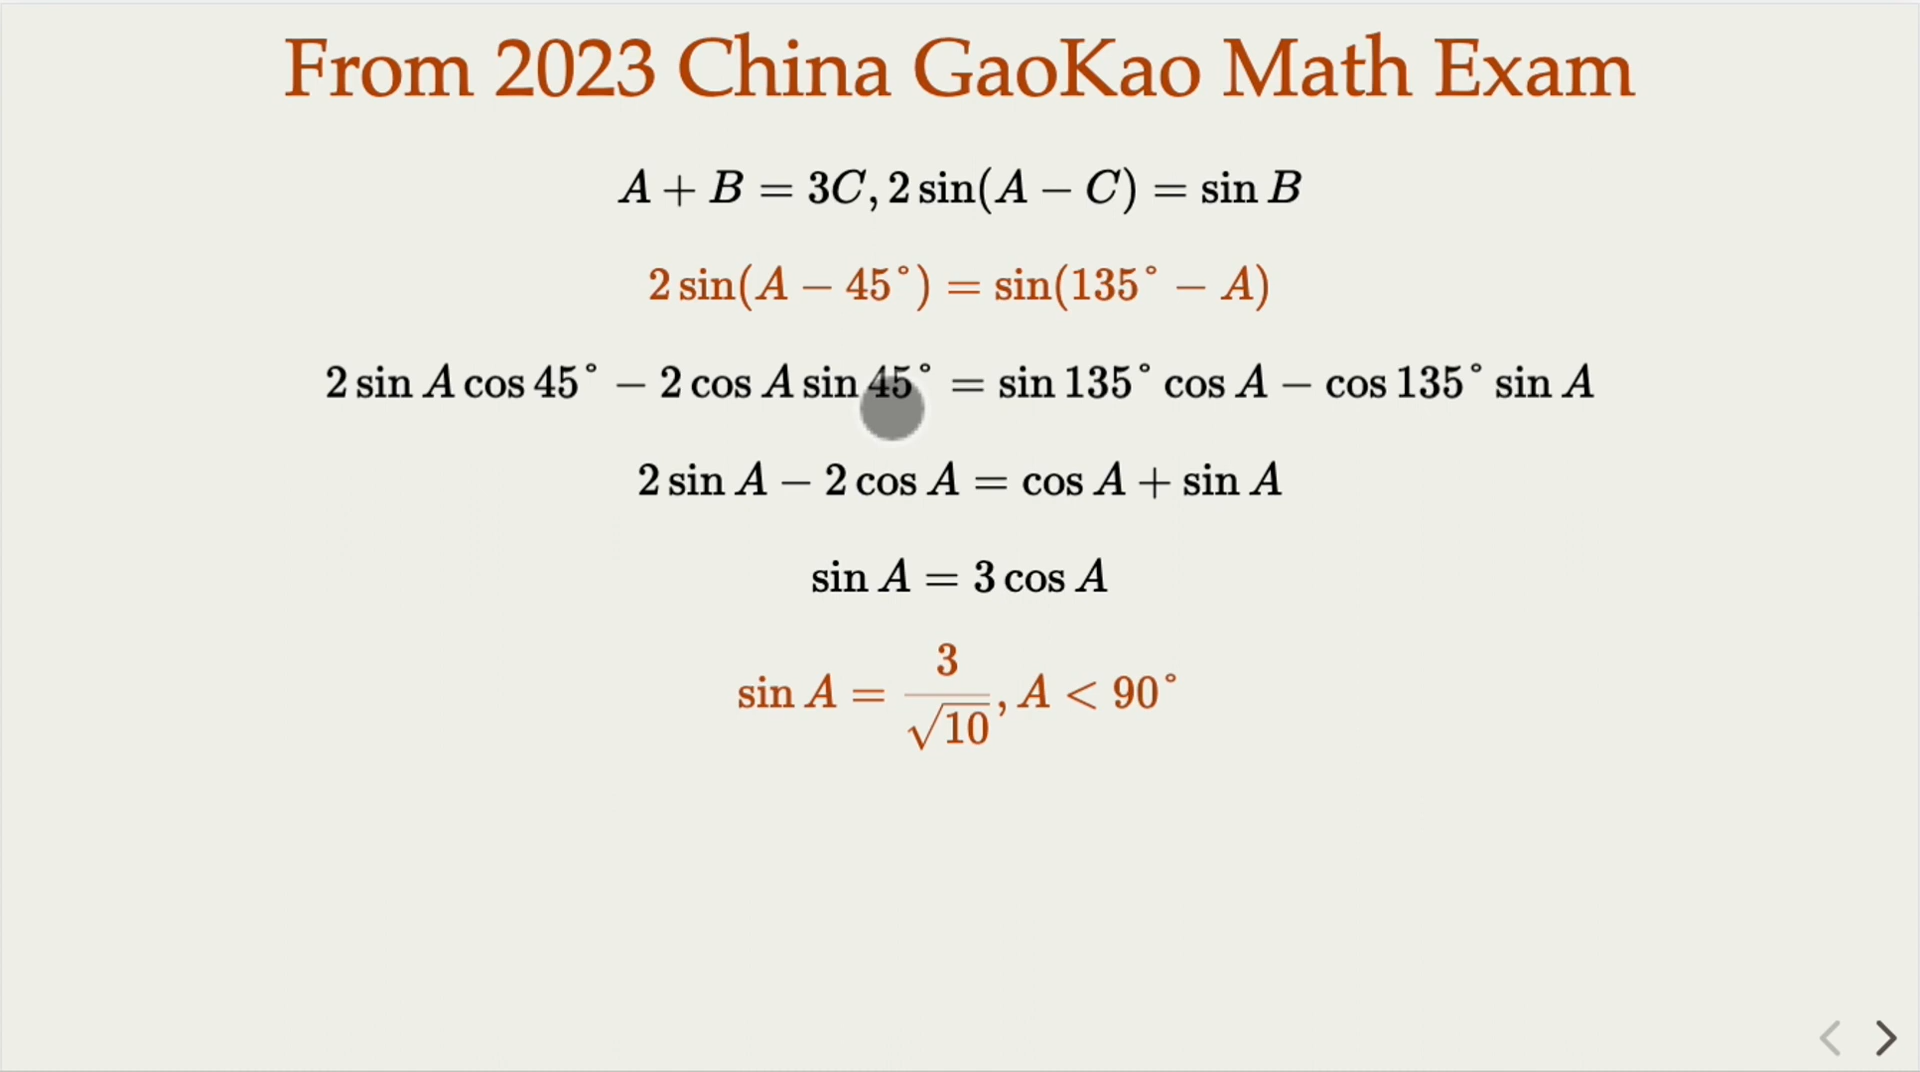 From 2023 China GaoKao Math Exam
A + B = 3C, 2 sin(A − C) = sin B
2 sin(A − 45°) = sin(135° − A)
2 sin A cos 45° − 2 cos A sin 45° = sin 135° cos A − cos 135° sin A
2 sin A − 2 cos A = cos A + sin A
sin A = 3 cos A
sin A = 3/√10, A < 90°